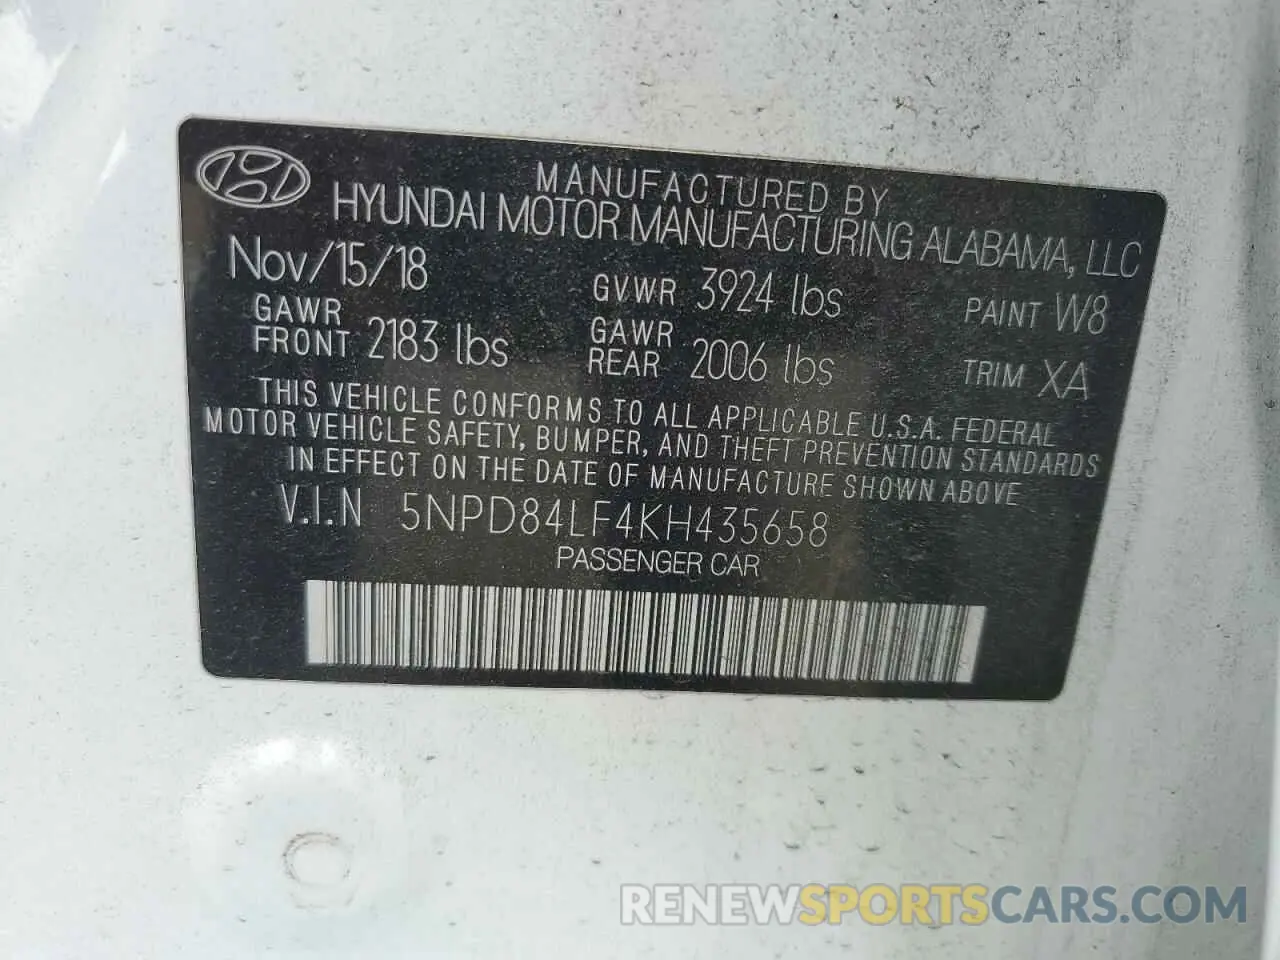 MANUFACTURED BY
HYUNDAI MOTOR MANUFACTURING ALABAMA, LLC
Nov/15/18
GVWR 3924 lbs
PAINT W8
GAWR
FRONT 2183 lbs
GAWR
REAR 2006 lbs
TRIM XA
THIS VEHICLE CONFORMS TO ALL APPLICABLE U.S.A. FEDERAL
MOTOR VEHICLE SAFETY, BUMPER, AND THEFT PREVENTION STANDARDS
IN EFFECT ON THE DATE OF MANUFACTURE SHOWN ABOVE
V.I.N 5NPD84LF4KH435658
PASSENGER CAR
RENEWSPORTSCARS.COM